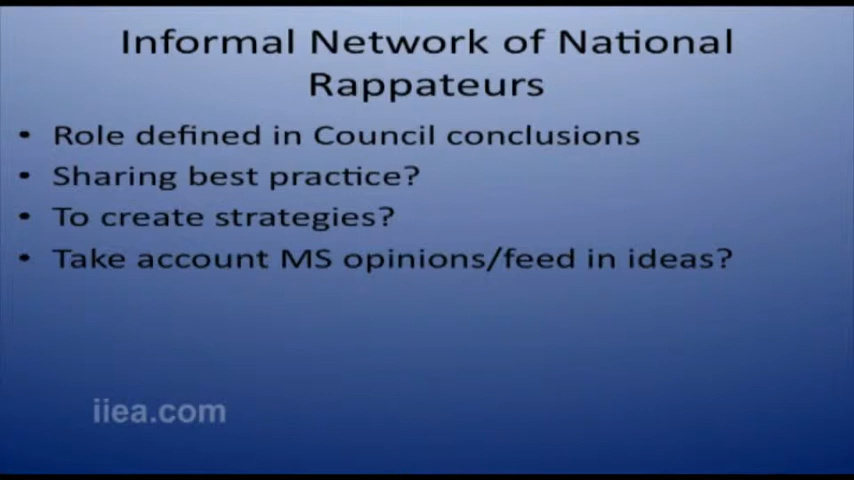 Informal Network of National
Rappateurs
• Role defined in Council conclusions
• Sharing best practice?
• To create strategies?
• Take account MS opinions/feed in ideas?
iiea.com